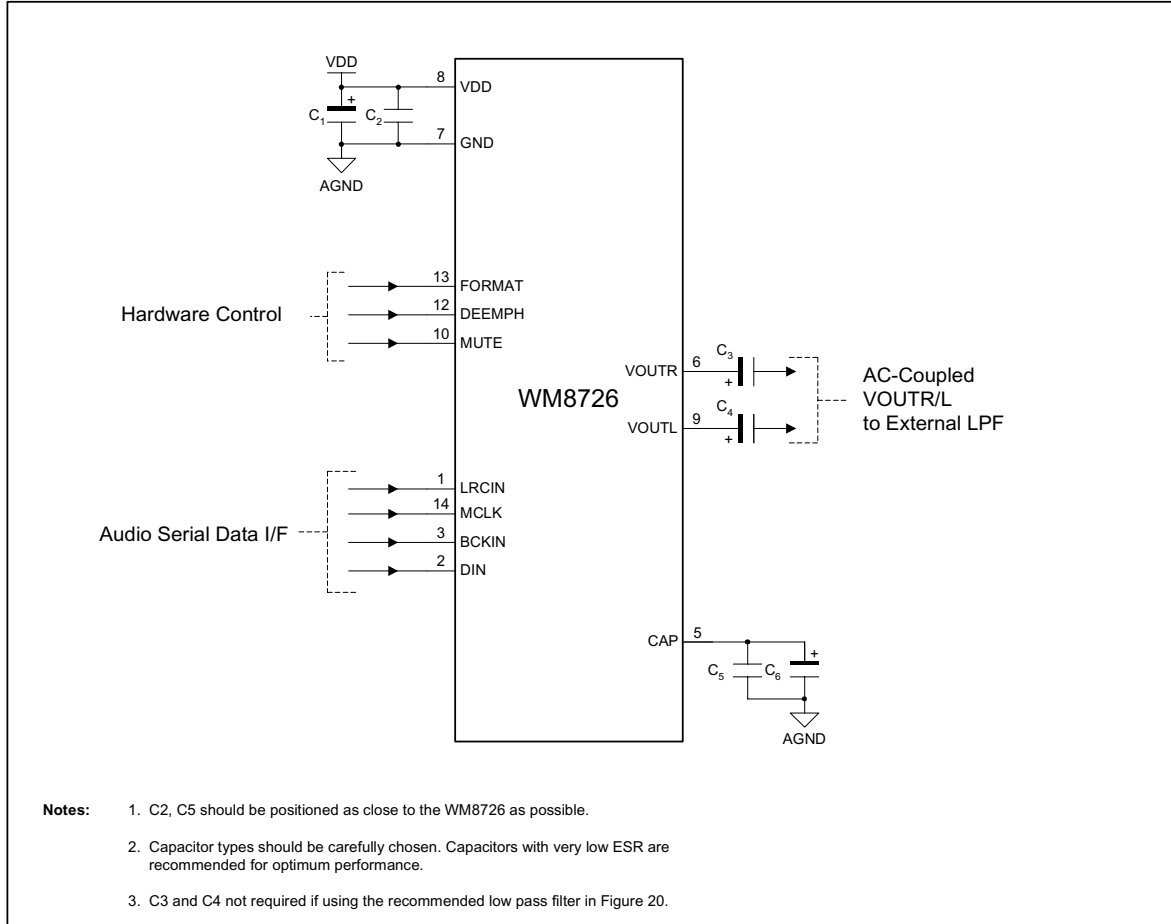 VDD
8
VDD
+
C1
C2
7
GND
AGND
Hardware Control
13
FORMAT
12
DEEMPH
10
MUTE
WM8726
VOUTR
6
C3
+
VOUTL
9
C4
+
AC-Coupled
VOUTR/L
to External LPF
Audio Serial Data I/F
1
LRCIN
14
MCLK
3
BCKIN
2
DIN
CAP
5
C5
C6
+
AGND
Notes: 1. C2, C5 should be positioned as close to the WM8726 as possible.
2. Capacitor types should be carefully chosen. Capacitors with very low ESR are
recommended for optimum performance.
3. C3 and C4 not required if using the recommended low pass filter in Figure 20.